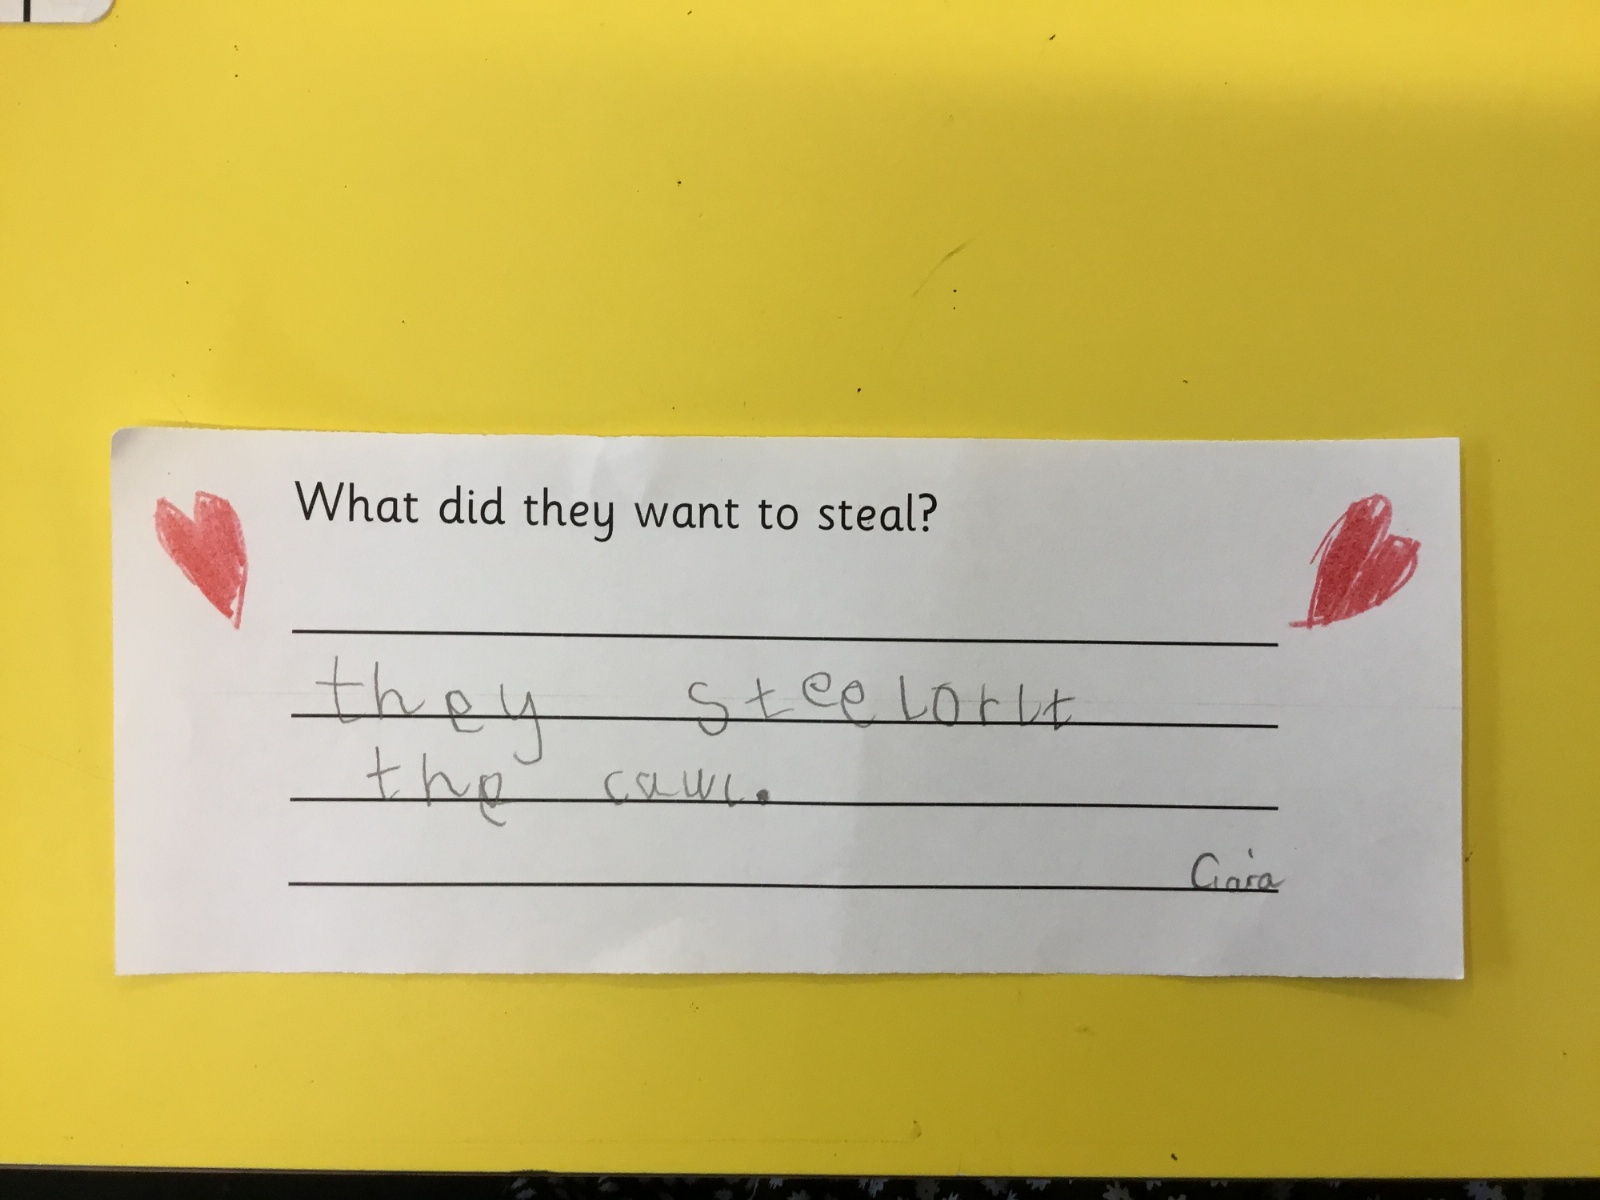 What did they want to steal?
they steelorlt
the cawl.
Ciara